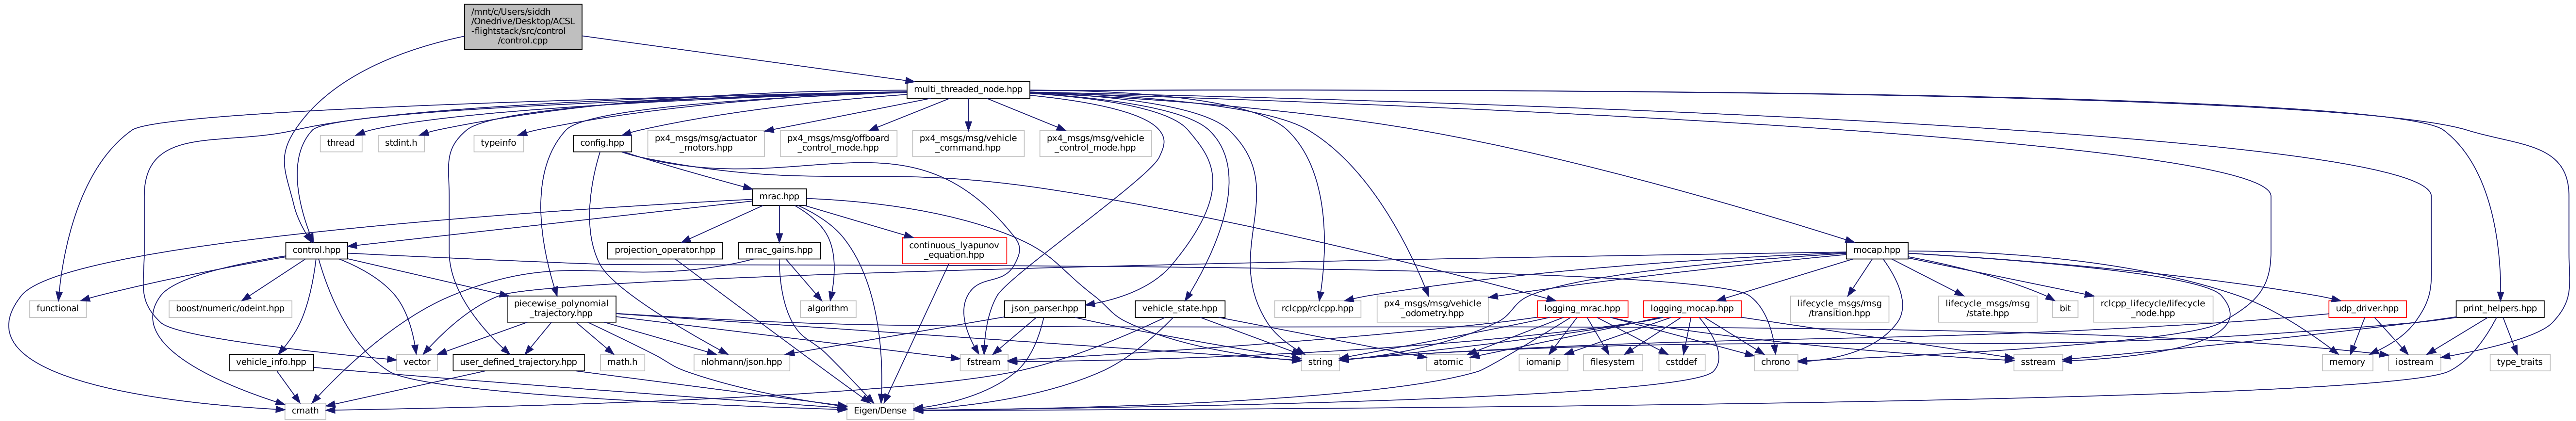 /mnt/c/Users/siddh
/Onedrive/Desktop/ACSL
-flightstack/src/control
/control.cpp
multi_threaded_node.hpp
thread
stdint.h
typeinfo
config.hpp
px4_msgs/msg/actuator
_motors.hpp
px4_msgs/msg/offboard
_control_mode.hpp
px4_msgs/msg/vehicle
_command.hpp
px4_msgs/msg/vehicle
_control_mode.hpp
mrac.hpp
control.hpp
projection_operator.hpp
mrac_gains.hpp
continuous_lyapunov
_equation.hpp
mocap.hpp
functional
boost/numeric/odeint.hpp
piecewise_polynomial
_trajectory.hpp
algorithm
json_parser.hpp
vehicle_state.hpp
rclcpp/rclcpp.hpp
px4_msgs/msg/vehicle
_odometry.hpp
logging_mrac.hpp
logging_mocap.hpp
lifecycle_msgs/msg
/transition.hpp
lifecycle_msgs/msg
/state.hpp
bit
rclcpp_lifecycle/lifecycle
_node.hpp
udp_driver.hpp
print_helpers.hpp
vehicle_info.hpp
vector
user_defined_trajectory.hpp
math.h
nlohmann/json.hpp
fstream
string
atomic
iomanip
filesystem
cstddef
chrono
sstream
memory
iostream
type_traits
cmath
Eigen/Dense